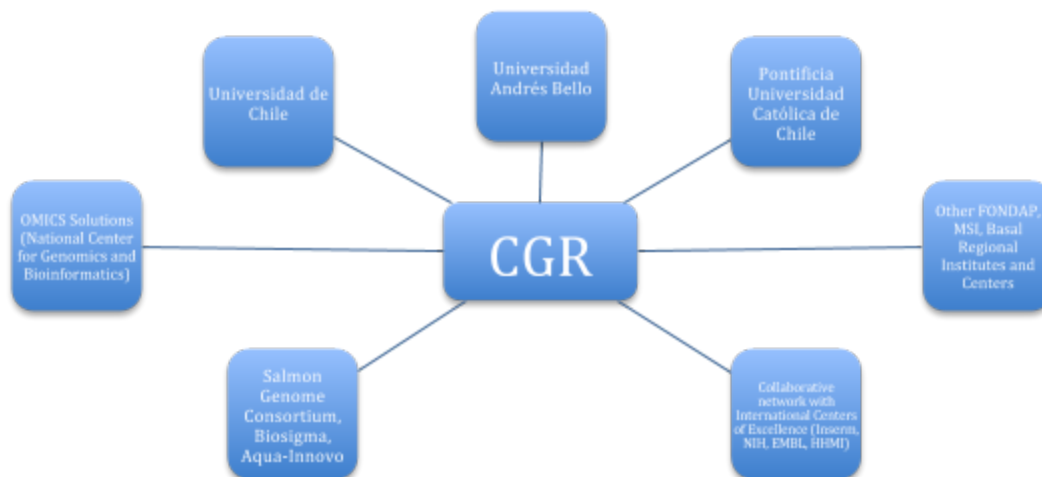 Universidad de
Chile
Universidad
Andrés Bello
Pontificia
Universidad
Católica de
Chile
OMICS Solutions
(National Center
for Genomics and
Bioinformatics)
CGR
Other FONDAP,
MSI, Basal
Regional
Institutes and
Centers
Salmon
Genome
Consortium,
Biosigma,
Aqua-Innovo
Collaborative
network with
International Centers
of Excellence (Inserm,
NIH, EMBL, HHMI)